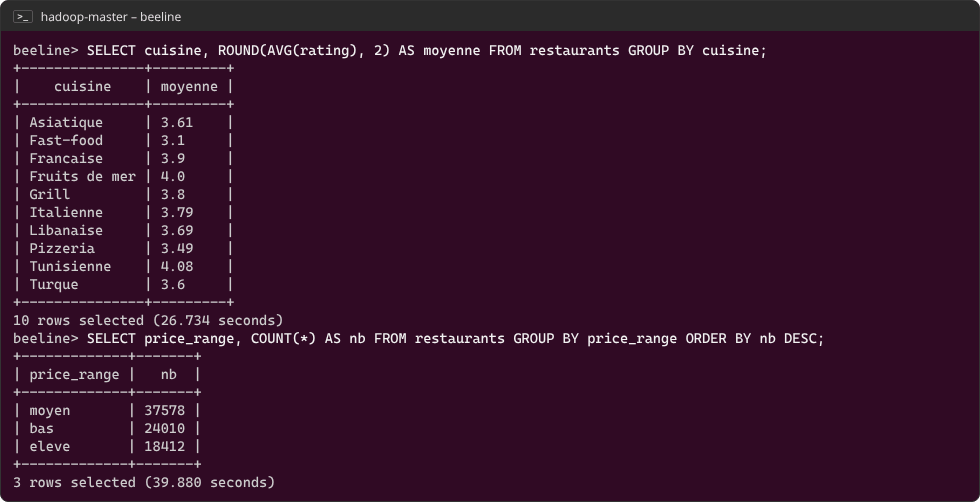 hadoop-master – beeline
beeline> SELECT cuisine, ROUND(AVG(rating), 2) AS moyenne FROM restaurants GROUP BY cuisine;
+---------------+---------+
|    cuisine    | moyenne |
+---------------+---------+
| Asiatique     | 3.61    |
| Fast-food     | 3.1     |
| Francaise     | 3.9     |
| Fruits de mer | 4.0     |
| Grill         | 3.8     |
| Italienne     | 3.79    |
| Libanaise     | 3.69    |
| Pizzeria      | 3.49    |
| Tunisienne    | 4.08    |
| Turque        | 3.6     |
+---------------+---------+
10 rows selected (26.734 seconds)
beeline> SELECT price_range, COUNT(*) AS nb FROM restaurants GROUP BY price_range ORDER BY nb DESC;
+-------------+-------+
| price_range |   nb  |
+-------------+-------+
| moyen       | 37578 |
| bas         | 24010 |
| eleve       | 18412 |
+-------------+-------+
3 rows selected (39.880 seconds)